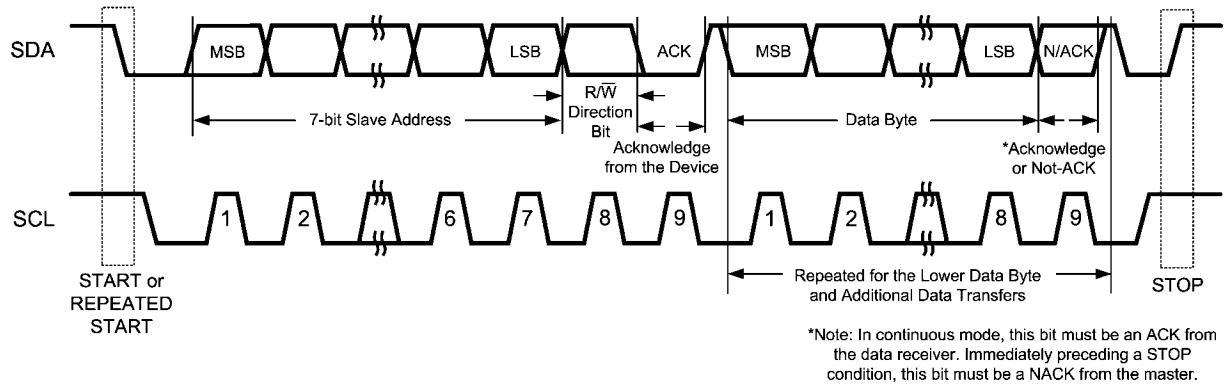 SDA
MSB
LSB
ACK
MSB
LSB
N/ACK
R/W̅
Direction
Bit
7-bit Slave Address
Data Byte
Acknowledge
from the Device
*Acknowledge
or Not-ACK
SCL
1
2
6
7
8
9
1
2
8
9
START or
REPEATED
START
Repeated for the Lower Data Byte
and Additional Data Transfers
STOP
*Note: In continuous mode, this bit must be an ACK from
the data receiver. Immediately preceding a STOP
condition, this bit must be a NACK from the master.